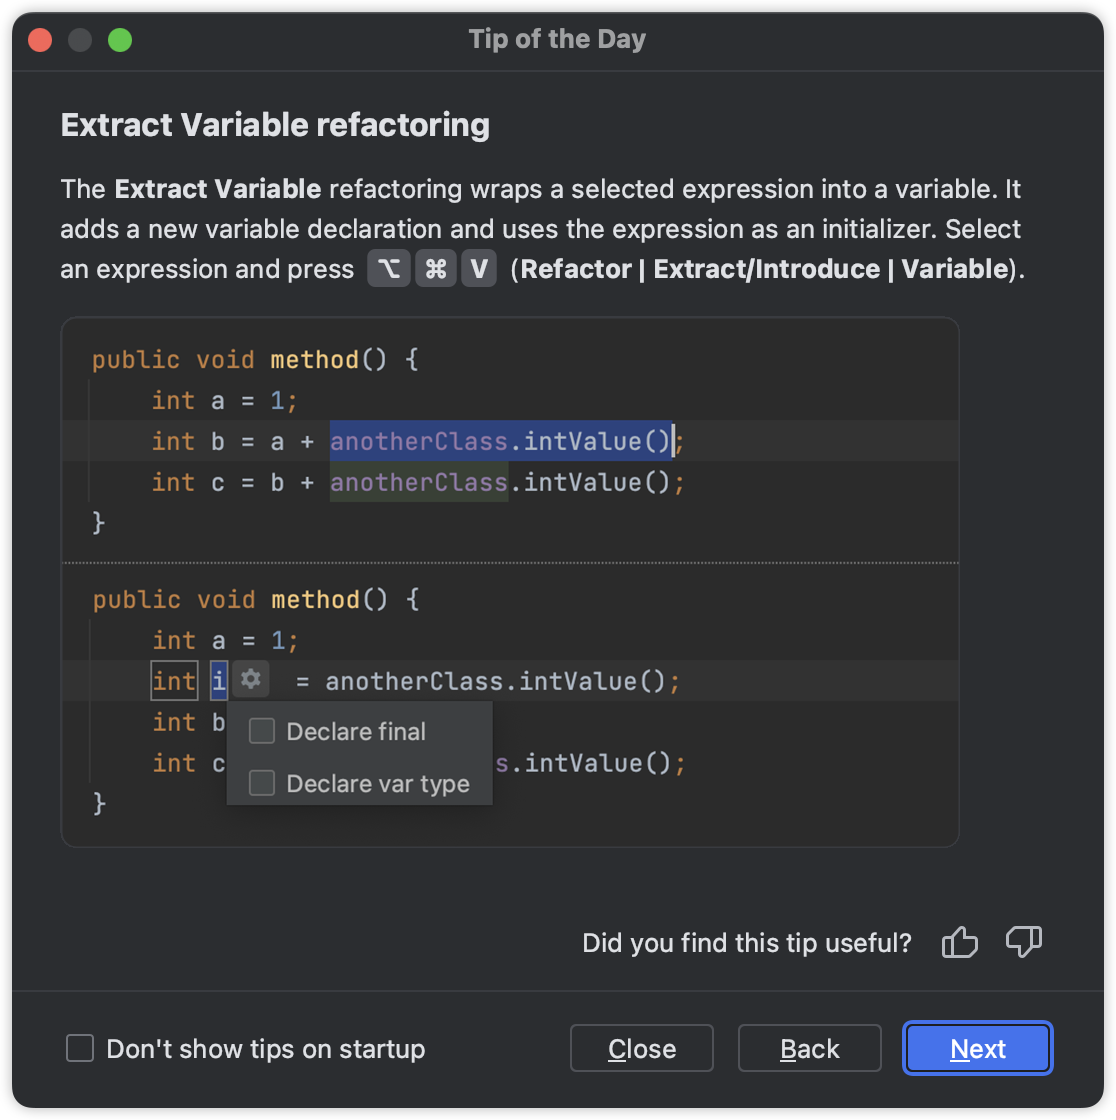 Tip of the Day
Extract Variable refactoring
The Extract Variable refactoring wraps a selected expression into a variable. It
adds a new variable declaration and uses the expression as an initializer. Select
an expression and press ⌥ ⌘ V (Refactor | Extract/Introduce | Variable).
public void method() {
int a = 1;
int b = a + anotherClass.intValue();
int c = b + anotherClass.intValue();
}
public void method() {
int a = 1;
int i = anotherClass.intValue();
int b
Declare final
int c s.intValue();
Declare var type
}
Did you find this tip useful?
Don't show tips on startup Close Back Next